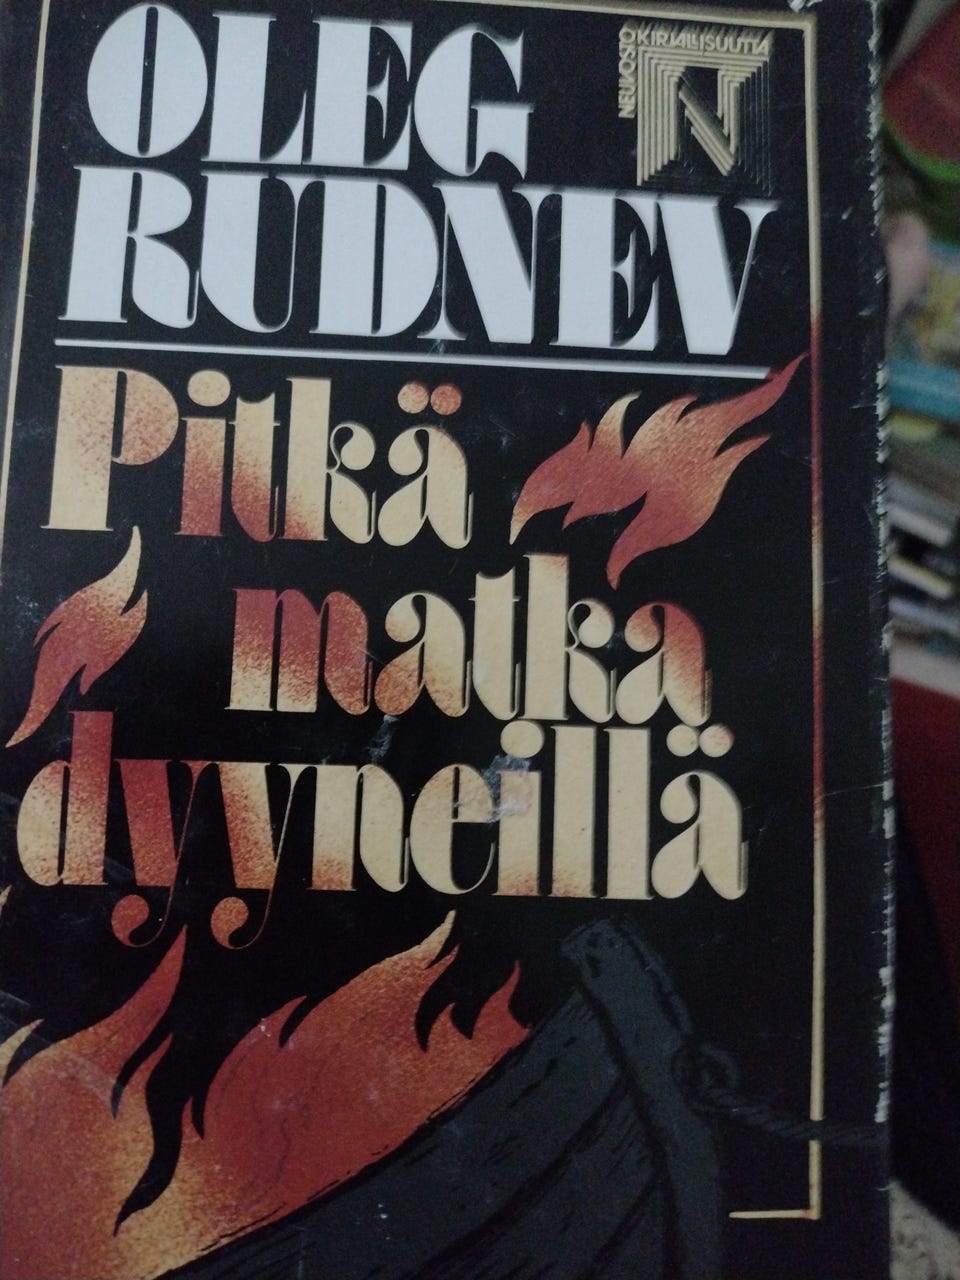 OLEG
RUDNEV
NEUVOSTO
KIRJALLISUUTTA
N
Pitkä
matka
dyyneillä